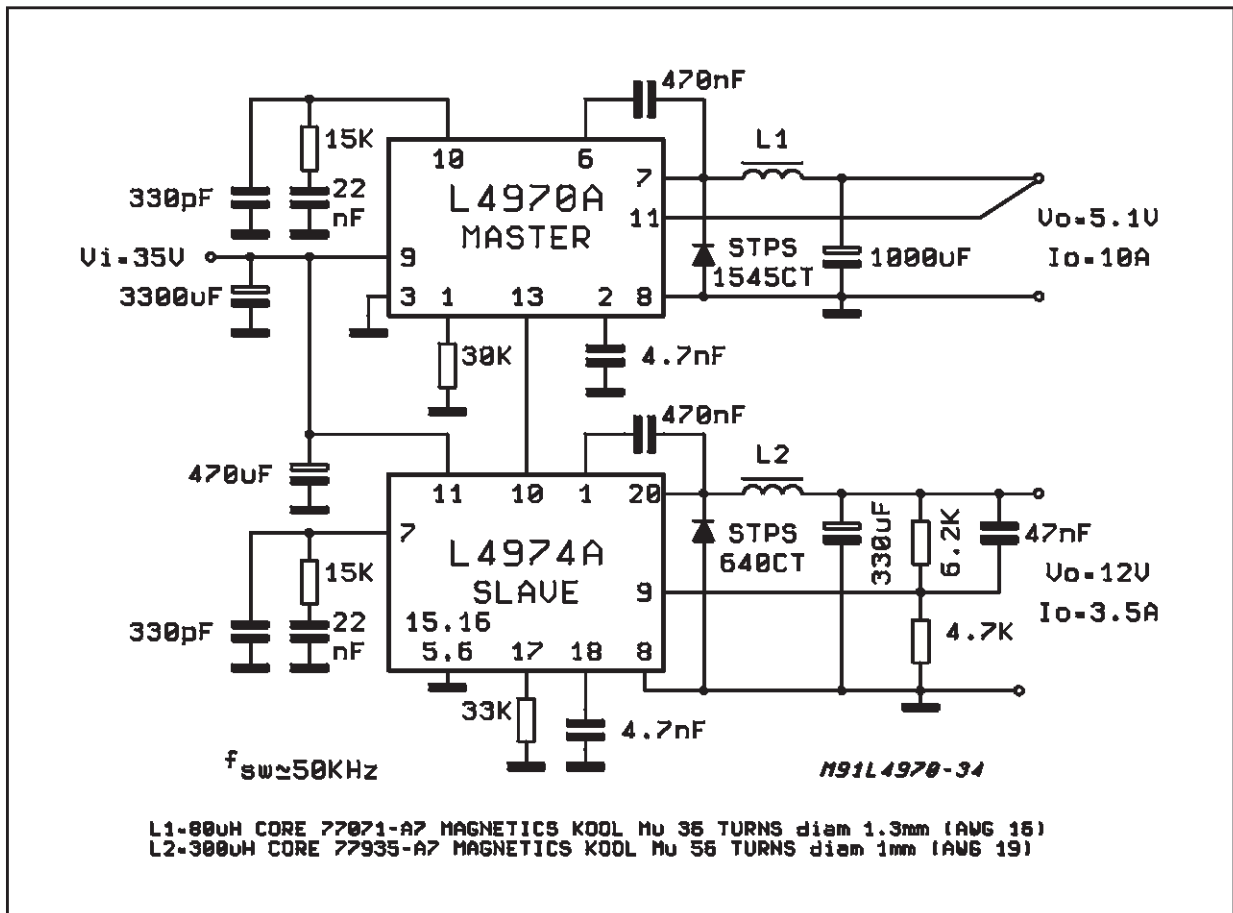 470nF
15K
L1
10
6
7
330pF
22
nF
L4970A
MASTER
11
Vo=5.1V
Vi=35V
9
STPS
1545CT
1000uF
Io=10A
3300uF
3
1
13
2
8
30K
4.7nF
470nF
470uF
L2
11
10
1
20
7
L4974A
SLAVE
STPS
640CT
330uF
6.2K
47nF
15K
9
Vo=12V
Io=3.5A
330pF
22
nF
15.16
5.6
17
18
8
4.7K
33K
4.7nF
fsw≃50KHz
M91L4970-34
L1=80uH CORE 77071-A7 MAGNETICS KOOL Mu 36 TURNS diam 1.3mm (AWG 16)
L2=300uH CORE 77935-A7 MAGNETICS KOOL Mu 56 TURNS diam 1mm (AWG 19)